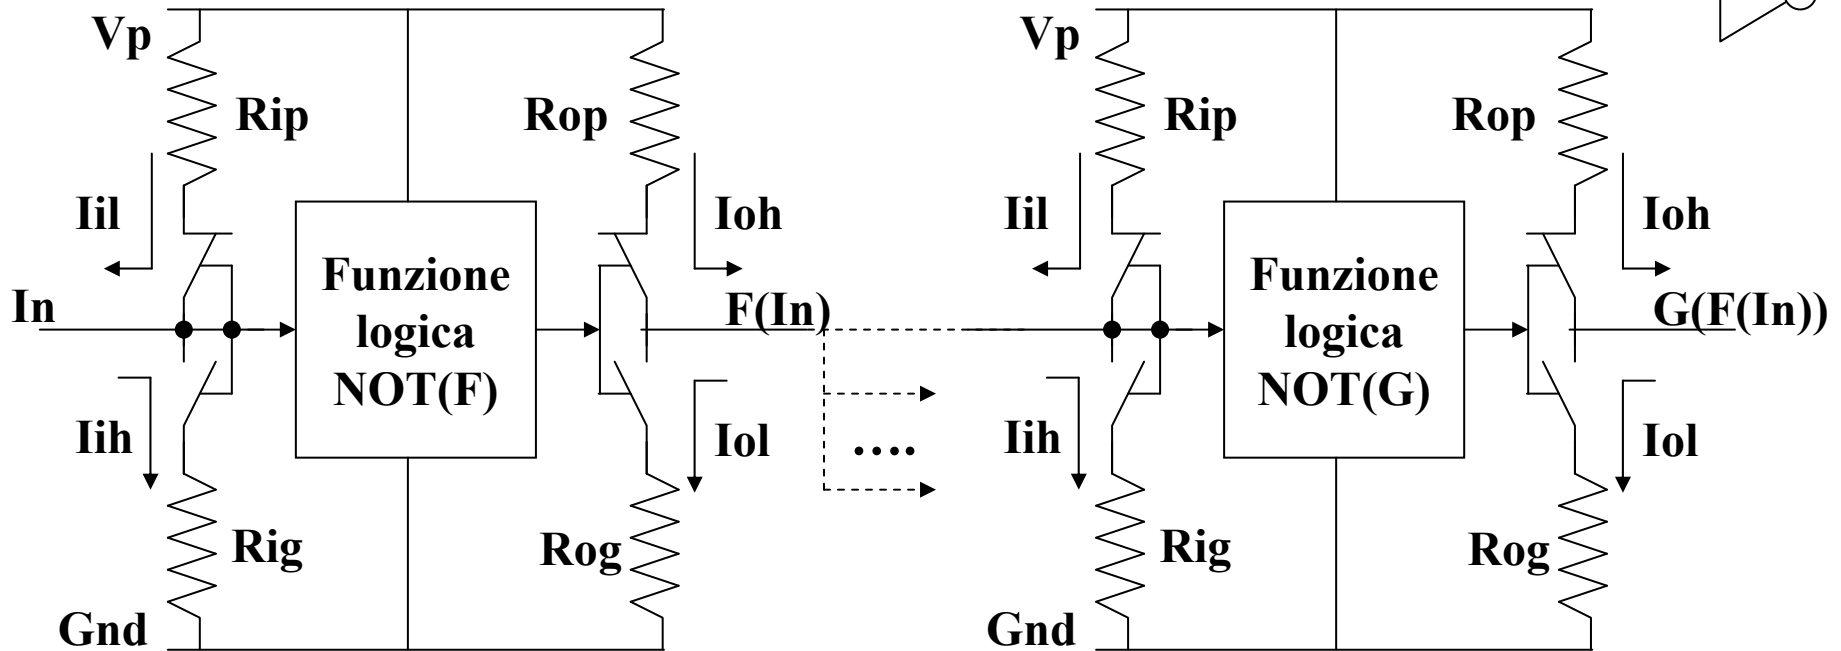 Vp
Rip
Rop
Iil
Ioh
In
Funzione
logica
NOT(F)
F(In)
Iih
Iol
....
Rig
Rog
Gnd
Vp
Rip
Rop
Iil
Ioh
Funzione
logica
NOT(G)
G(F(In))
Iih
Iol
Rig
Rog
Gnd